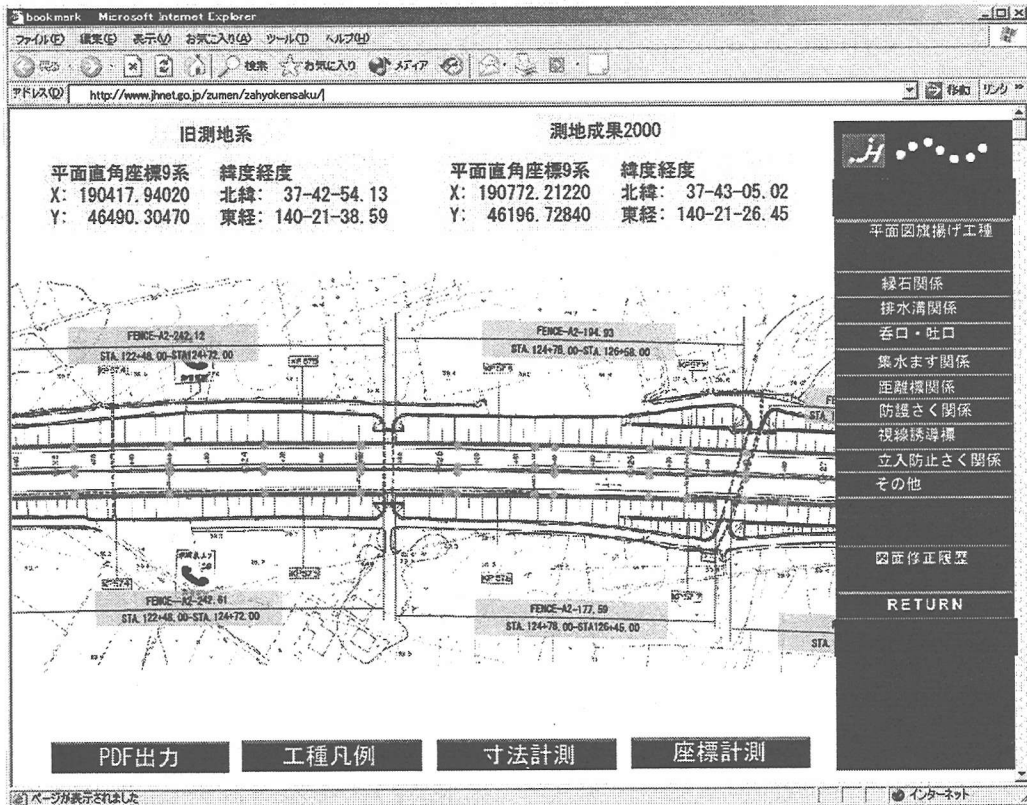 bookmark Microsoft Internet Explorer
ファイル(F) 編集(E) 表示(V) お気に入り(A) ツール(T) ヘルプ(H)
戻る 検索 お気に入り メディア
アドレス(D) http://www.jhnet.go.jp/zumen/zahyokensaku/ 移動 リンク »
旧測地系
平面直角座標9系 緯度経度
X: 190417.94020 北緯: 37-42-54.13
Y: 46490.30470 東経: 140-21-38.59
測地成果2000
平面直角座標9系 緯度経度
X: 190772.21220 北緯: 37-43-05.02
Y: 46196.72840 東経: 140-21-26.45
JH
平面図旗揚げ工種
縁石関係
排水溝関係
呑口・吐口
集水ます関係
距離標関係
防護さく関係
視線誘導標
立入防止さく関係
その他
図面修正履歴
RETURN
FENCE-A2-242.12
STA. 122+48.00-STA124+72.00
FENCE-A2-194.93
STA. 124+78.00-STA.126+58.00
STA.
FENCE-A2-242.61
STA. 122+48.00-STA.124+72.00
FENCE-A2-177.59
STA. 124+78.00-STA126+45.00
STA.
PDF出力 工種凡例 寸法計測 座標計測
ページが表示されました インターネット